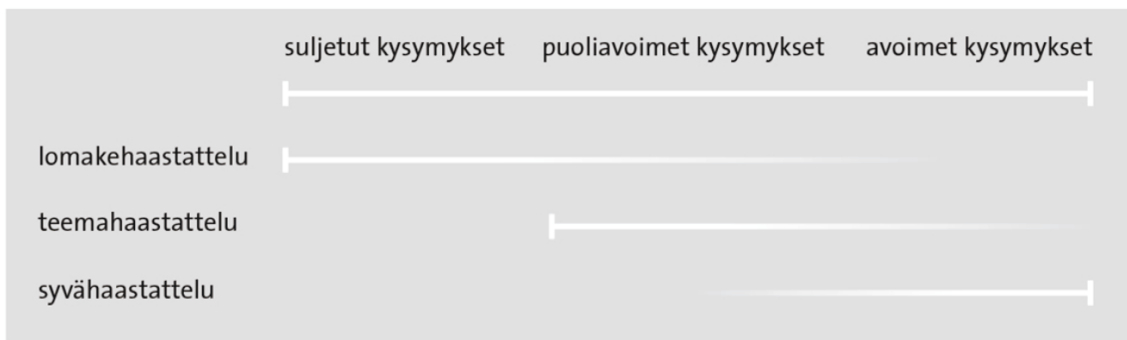 suljetut kysymykset puoliavoimet kysymykset avoimet kysymykset
lomakehaastattelu
teemahaastattelu
syvähaastattelu